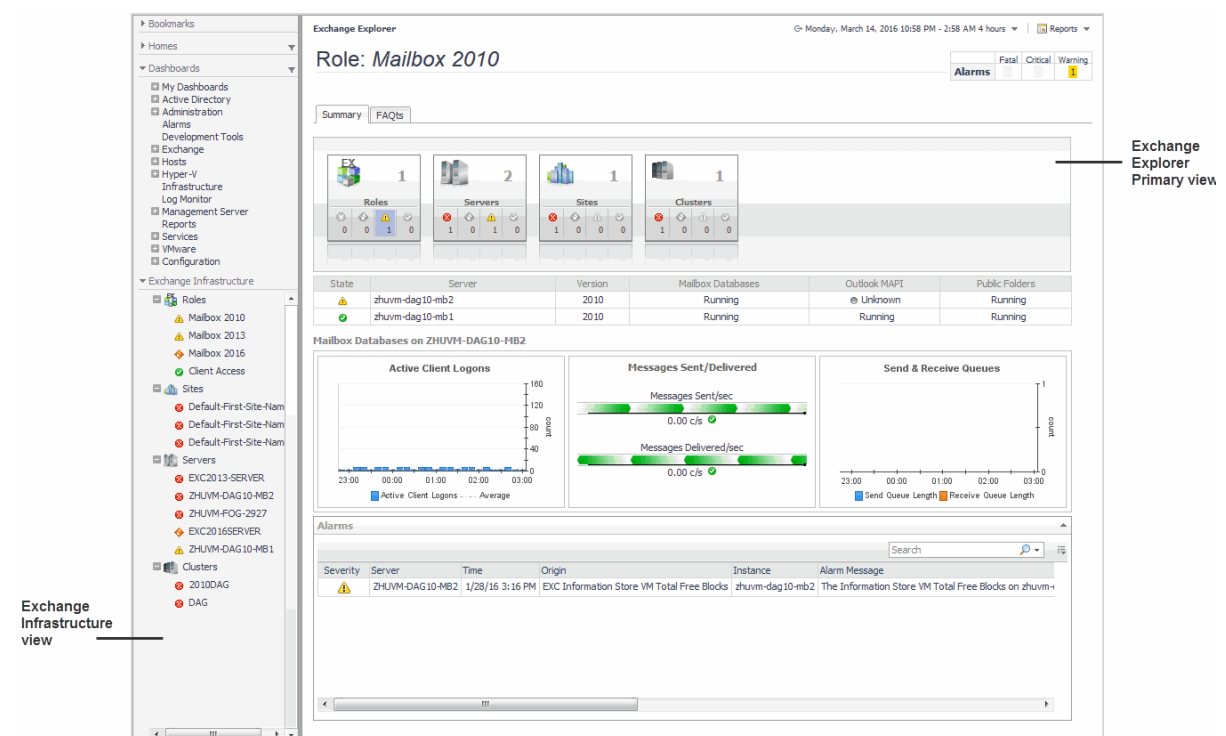 Bookmarks
Homes
Dashboards
My Dashboards
Active Directory
Administration
Alarms
Development Tools
Exchange
Hosts
Hyper-V
Infrastructure
Log Monitor
Management Server
Reports
Services
VMware
Configuration
Exchange Infrastructure
Roles
Mailbox 2010
Mailbox 2013
Mailbox 2016
Client Access
Sites
Default-First-Site-Nam
Default-First-Site-Nam
Default-First-Site-Nam
Servers
EXC2013-SERVER
ZHUVM-DAG10-MB2
ZHUVM-FOG-2927
EXC2016SERVER
ZHUVM-DAG10-MB1
Clusters
2010DAG
DAG
Exchange
Infrastructure
view
Exchange Explorer
Monday, March 14, 2016 10:58 PM - 2:58 AM 4 hours
Reports
Role: Mailbox 2010
Fatal Critical Warning
Alarms 1
Summary FAQts
EX 1 2 1 1
Roles Servers Sites Clusters
0 0 1 0 1 0 1 0 1 0 0 0 1 0 0 0
Exchange
Explorer
Primary view
State Server Version Mailbox Databases Outlook MAPI Public Folders
zhuvm-dag10-mb2 2010 Running Unknown Running
zhuvm-dag10-mb1 2010 Running Running Running
Mailbox Databases on ZHUVM-DAG10-MB2
Active Client Logons
160
120
80
40
0
count
23:00 00:00 01:00 02:00 03:00
Active Client Logons Average
Messages Sent/Delivered
Messages Sent/sec
0.00 c/s
Messages Delivered/sec
0.00 c/s
Send & Receive Queues
1
0
count
23:00 00:00 01:00 02:00 03:00
Send Queue Length Receive Queue Length
Alarms
Search
Severity Server Time Origin Instance Alarm Message
ZHUVM-DAG10-MB2 1/28/16 3:16 PM EXC Information Store VM Total Free Blocks zhuvm-dag10-mb2 The Information Store VM Total Free Blocks on zhuvm-